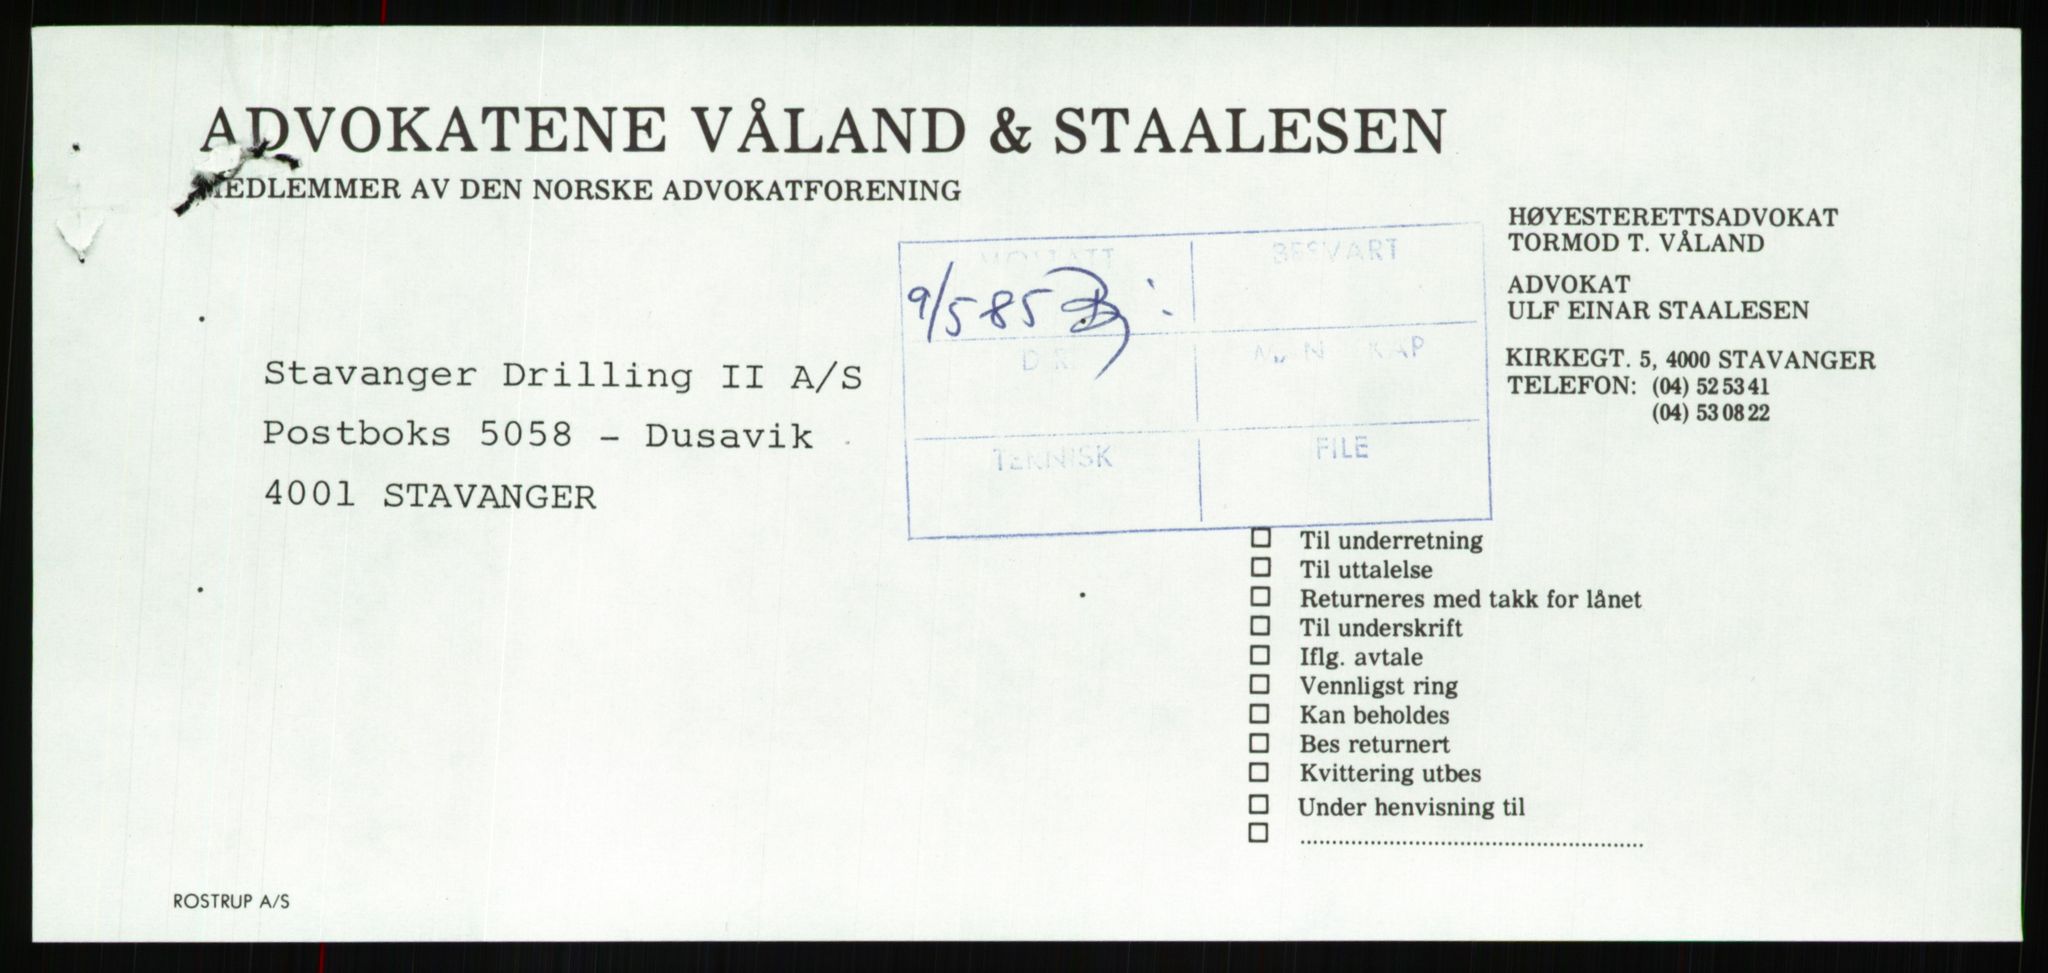 ADVOKATENE VÅLAND & STAALESEN
MEDLEMMER AV DEN NORSKE ADVOKATFORENING
HØYESTERETTSADVOKAT
TORMOD T. VÅLAND
ADVOKAT
ULF EINAR STAALESEN
KIRKEGT. 5, 4000 STAVANGER
TELEFON: (04) 52 53 41
(04) 53 08 22
BESVART
9/5 85
TEKNISK
FILE
Stavanger Drilling II A/S
Postboks 5058 - Dusavik
4001 STAVANGER
☐ Til underretning
☐ Til uttalelse
☐ Returneres med takk for lånet
☐ Til underskrift
☐ Iflg. avtale
☐ Vennligst ring
☐ Kan beholdes
☐ Bes returnert
☐ Kvittering utbes
☐ Under henvisning til
☐ ......................................................
ROSTRUP A/S